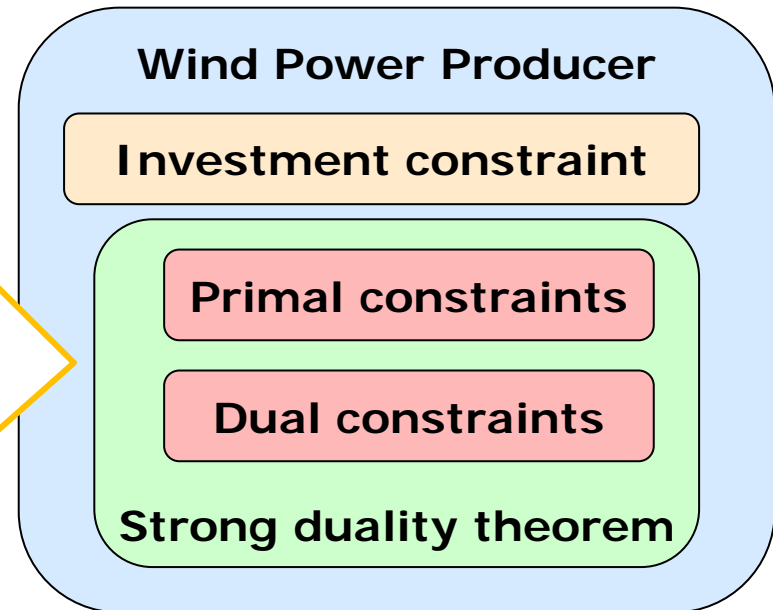 Wind Power Producer
Investment constraint
Primal constraints
Dual constraints
Strong duality theorem